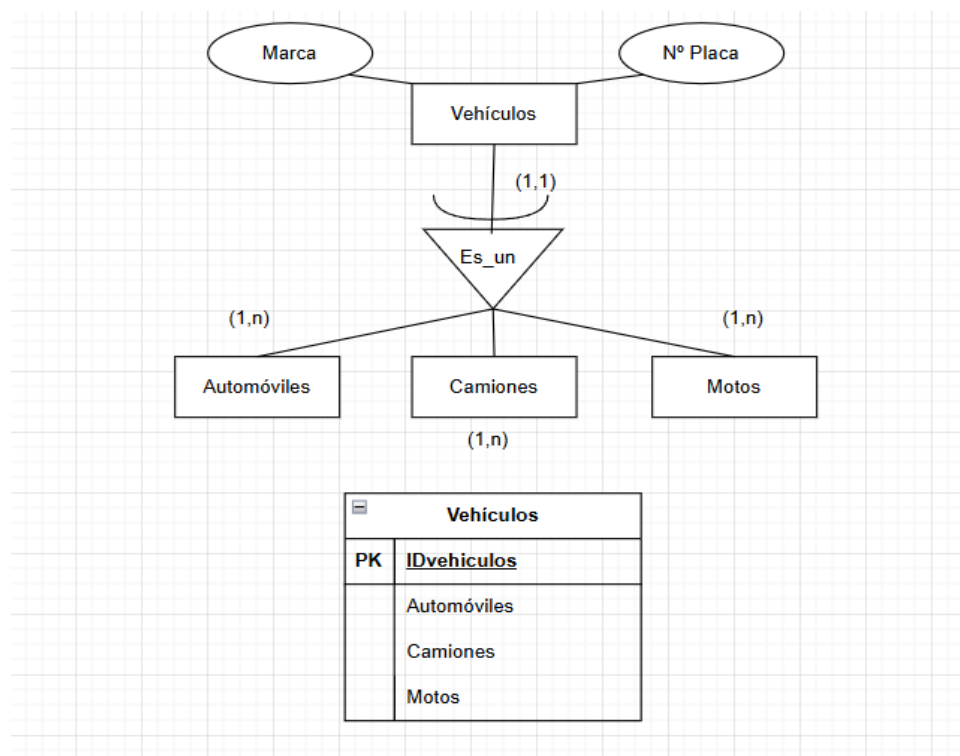 Marca
Nº Placa
Vehículos
(1,1)
Es_un
(1,n)
(1,n)
Automóviles
Camiones
Motos
(1,n)
Vehículos
PK IDvehiculos
Automóviles
Camiones
Motos